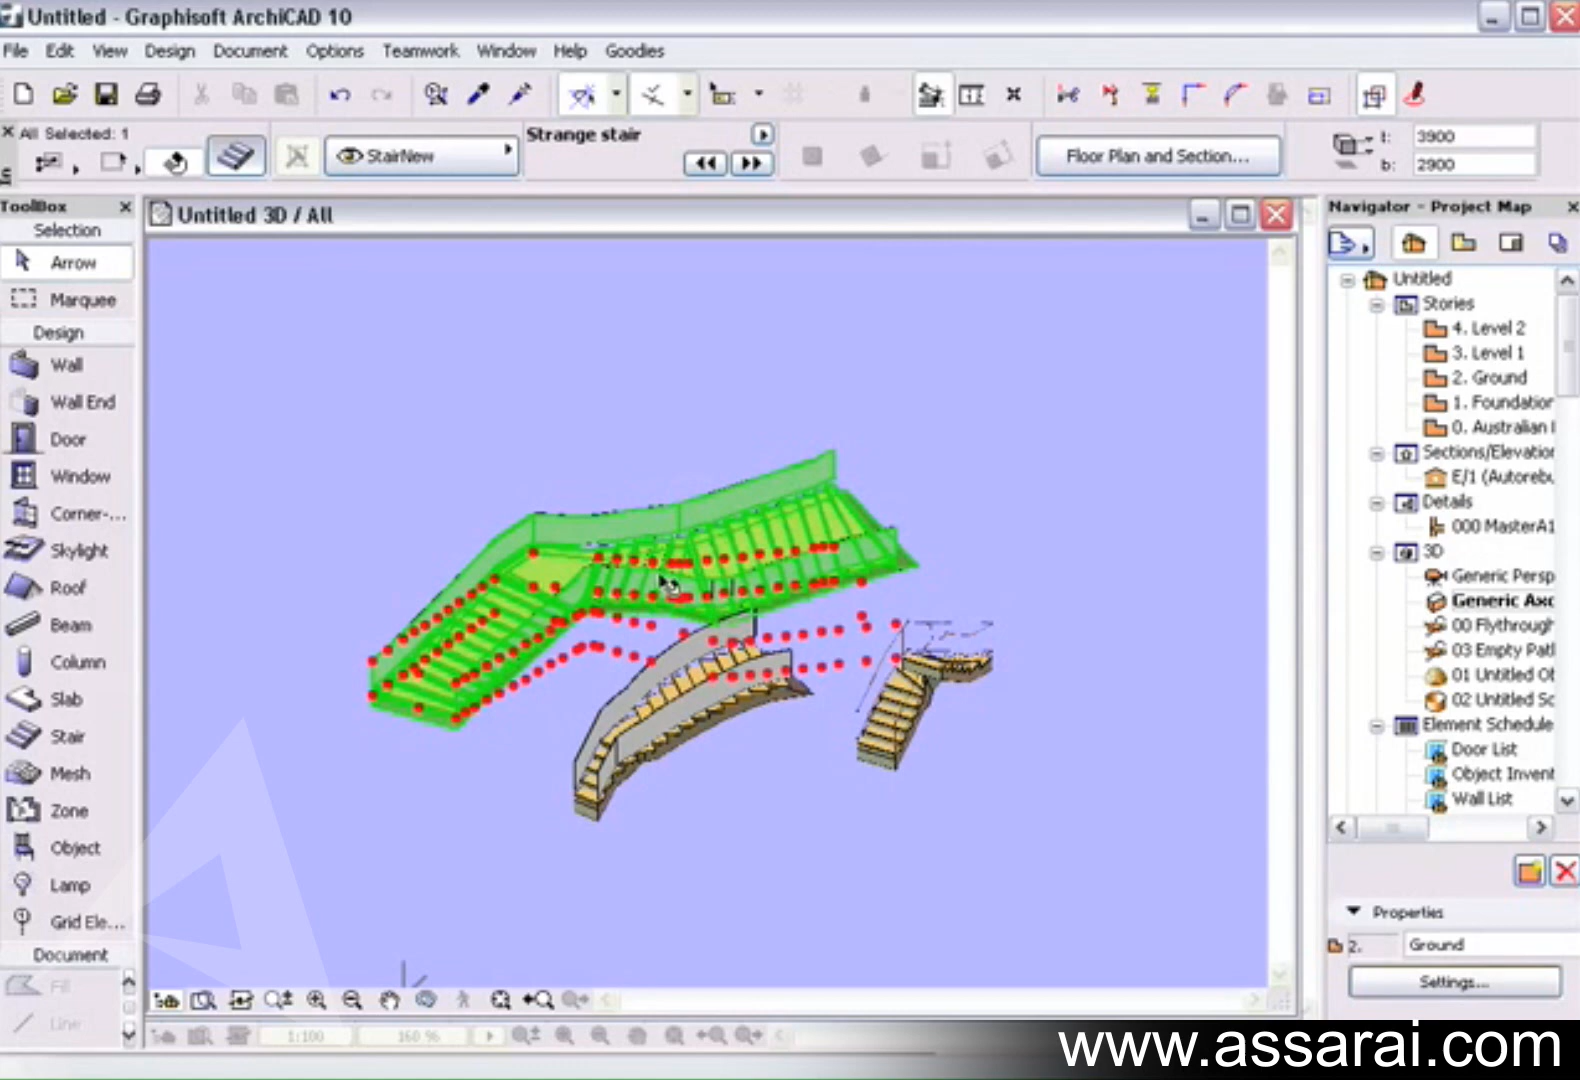 Untitled - Graphisoft ArchiCAD 10
File Edit View Design Document Options Teamwork Window Help Goodies
All Selected: 1
StairNew
Strange stair
Floor Plan and Section...
t: 3900
b: 2900
ToolBox
Selection
Arrow
Marquee
Design
Wall
Wall End
Door
Window
Corner-...
Skylight
Roof
Beam
Column
Slab
Stair
Mesh
Zone
Object
Lamp
Grid Ele...
Document
Fill
Line
Untitled 3D / All
1:100
160 %
Navigator - Project Map
Untitled
Stories
4. Level 2
3. Level 1
2. Ground
1. Foundation
0. Australian
Sections/Elevation
E/1 (Autorebu
Details
000 MasterA1
3D
Generic Persp
Generic Axo
00 Flythrough
03 Empty Path
01 Untitled Ob
02 Untitled Sc
Element Schedule
Door List
Object Invent
Wall List
Properties
2. Ground
Settings...
www.assarai.com